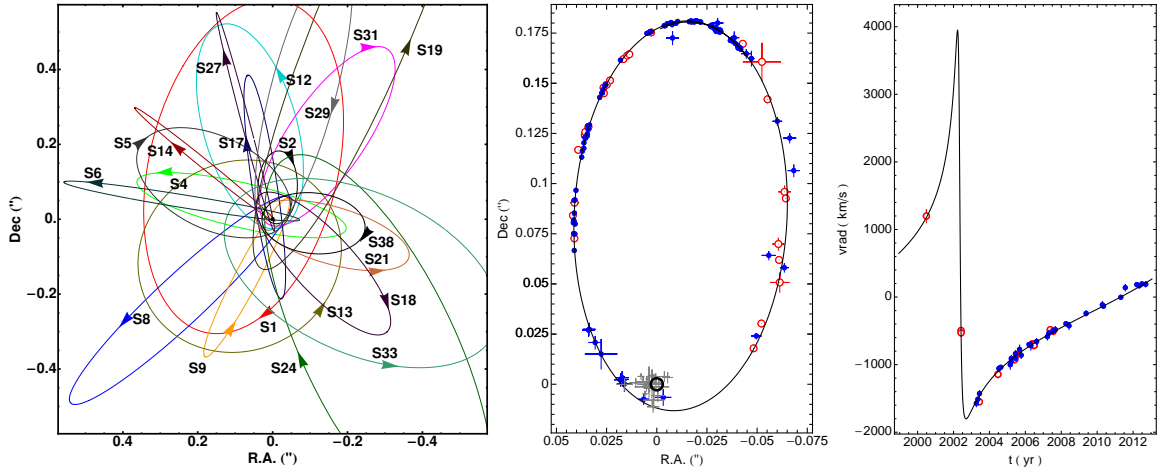 S31
S19
S27
S12
S29
S5
S17
S2
S14
S6
S4
S38
S21
S18
S8
S1
S13
S9
S24
S33
0.4
0.2
0.
−0.2
−0.4
Dec (")
0.4
0.2
0.
−0.2
−0.4
R.A. (")
0.175
0.15
0.125
0.1
0.075
0.05
0.025
0
Dec (")
0.05
0.025
0
−0.025
−0.05
−0.075
R.A. (")
4000
3000
2000
1000
0
−1000
−2000
vrad ( km/s )
2000
2002
2004
2006
2008
2010
2012
t ( yr )